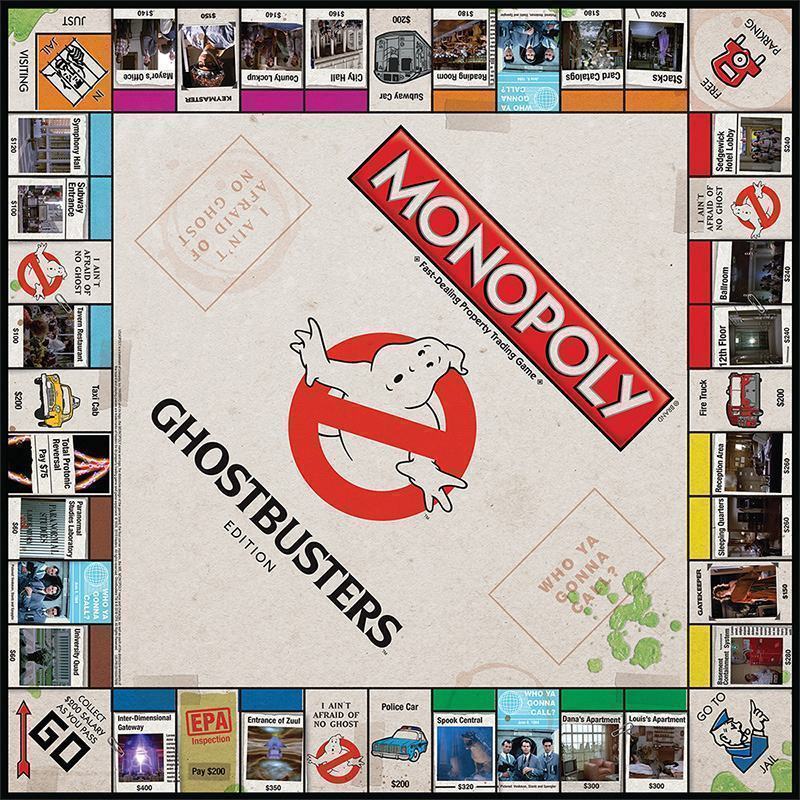 JUST
VISITING
IN
JAIL
$140
Mayor's Office
$150
KEYMASTER
$140
County Lockup
$160
City Hall
$200
Subway Car
$180
Reading Room
WHO YA
GONNA
CALL?
$180
Card Catalogs
$200
Stacks
FREE
PARKING
$120
Symphony Hall
$100
Subway
Entrance
I AIN'T
AFRAID OF
NO GHOST
$100
Tavern Restaurant
$200
Taxi Cab
Total Protonic
Reversal
Pay $75
$60
Paranormal
Studies Laboratory
WHO YA
GONNA
CALL?
$60
University Quad
I AIN'T
AFRAID OF
NO GHOST
MONOPOLY
® BRAND
Fast-Dealing Property Trading Game
GHOSTBUSTERS
EDITION
WHO YA
GONNA
CALL?
Sedgewick
Hotel Lobby
$240
I AIN'T
AFRAID OF
NO GHOST
Ballroom
$240
12th Floor
$240
Fire Truck
$200
Reception Area
$260
Sleeping Quarters
$260
GATEKEEPER
$150
Basement
Containment System
$280
COLLECT
$200 SALARY
AS YOU PASS
GO
Inter-Dimensional
Gateway
$400
EPA
Inspection
Pay $200
Entrance of Zuul
$350
I AIN'T
AFRAID OF
NO GHOST
Police Car
$200
Spook Central
$320
WHO YA
GONNA
CALL?
Dana's Apartment
$300
Louis's Apartment
$300
GO TO
JAIL